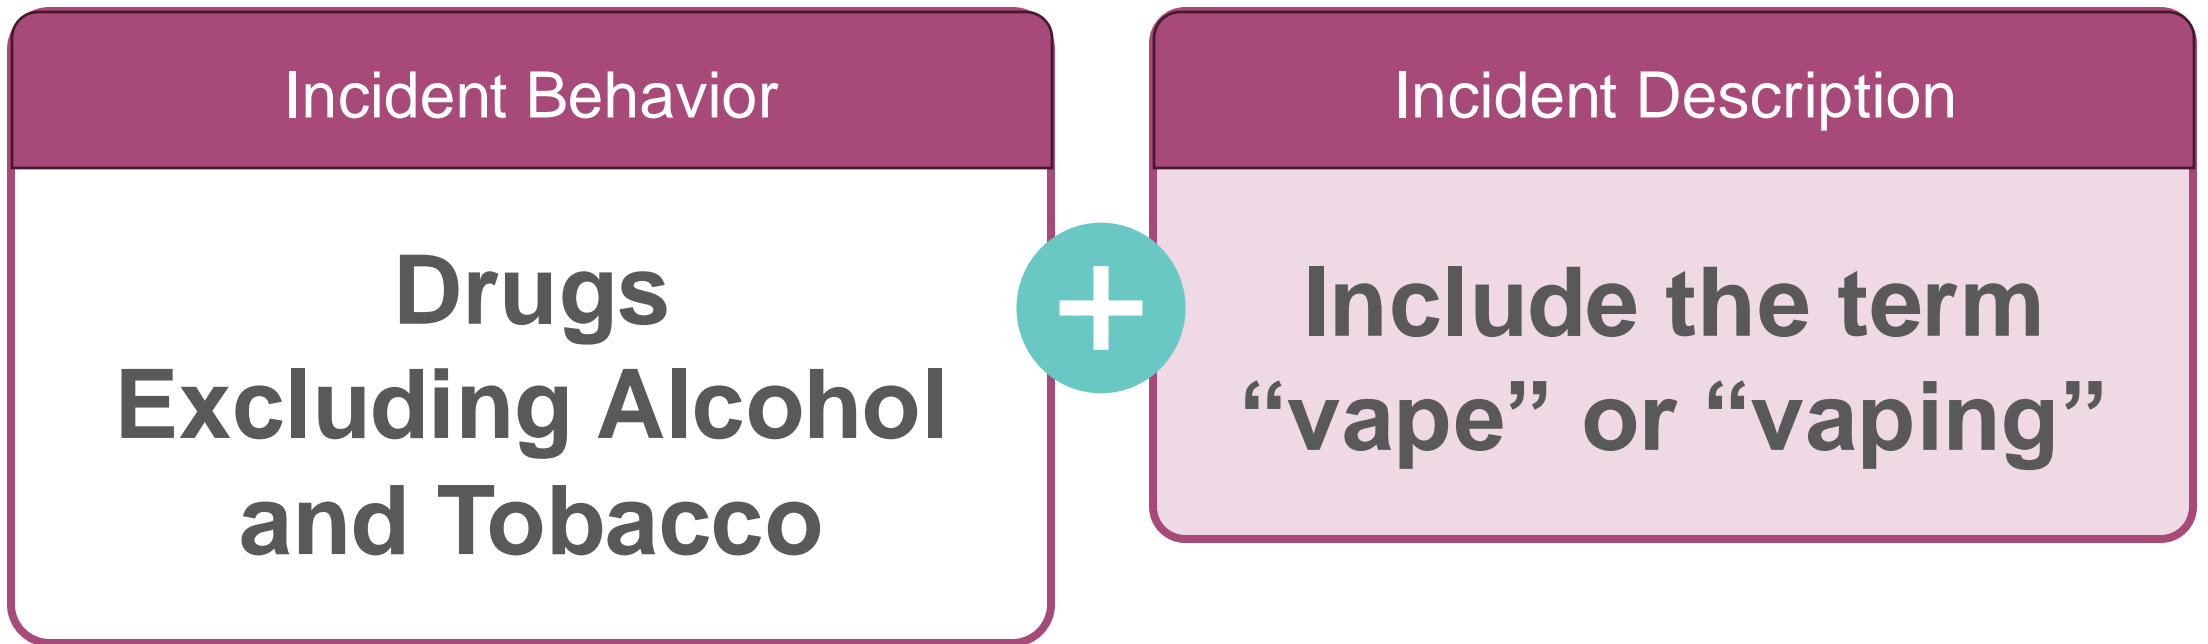 Incident Behavior
Drugs
Excluding Alcohol
and Tobacco
+
Incident Description
Include the term
“vape” or “vaping”